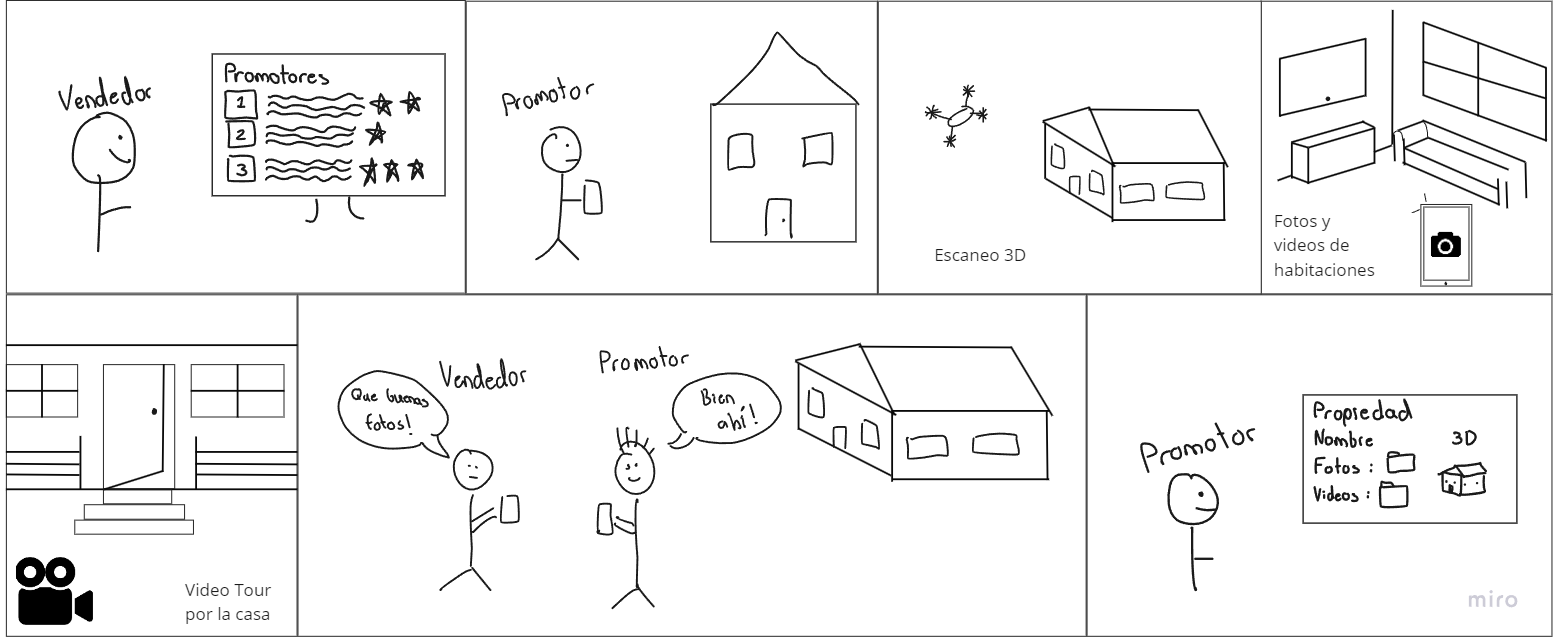 Vendedor
Promotores
1
2
3
Promotor
Escaneo 3D
Fotos y
videos de
habitaciones
Video Tour
por la casa
Que buenas
fotos!
Vendedor
Promotor
Bien
ahí!
Promotor
Propiedad
Nombre
3D
Fotos :
Videos :
miro